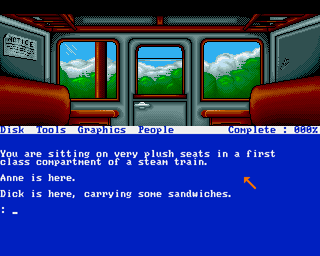 NOTICE
Disk Tools Graphics People Complete : 000%
You are sitting on very plush seats in a first
class compartment of a steam train.
Anne is here.
Dick is here, carrying some sandwiches.
: _